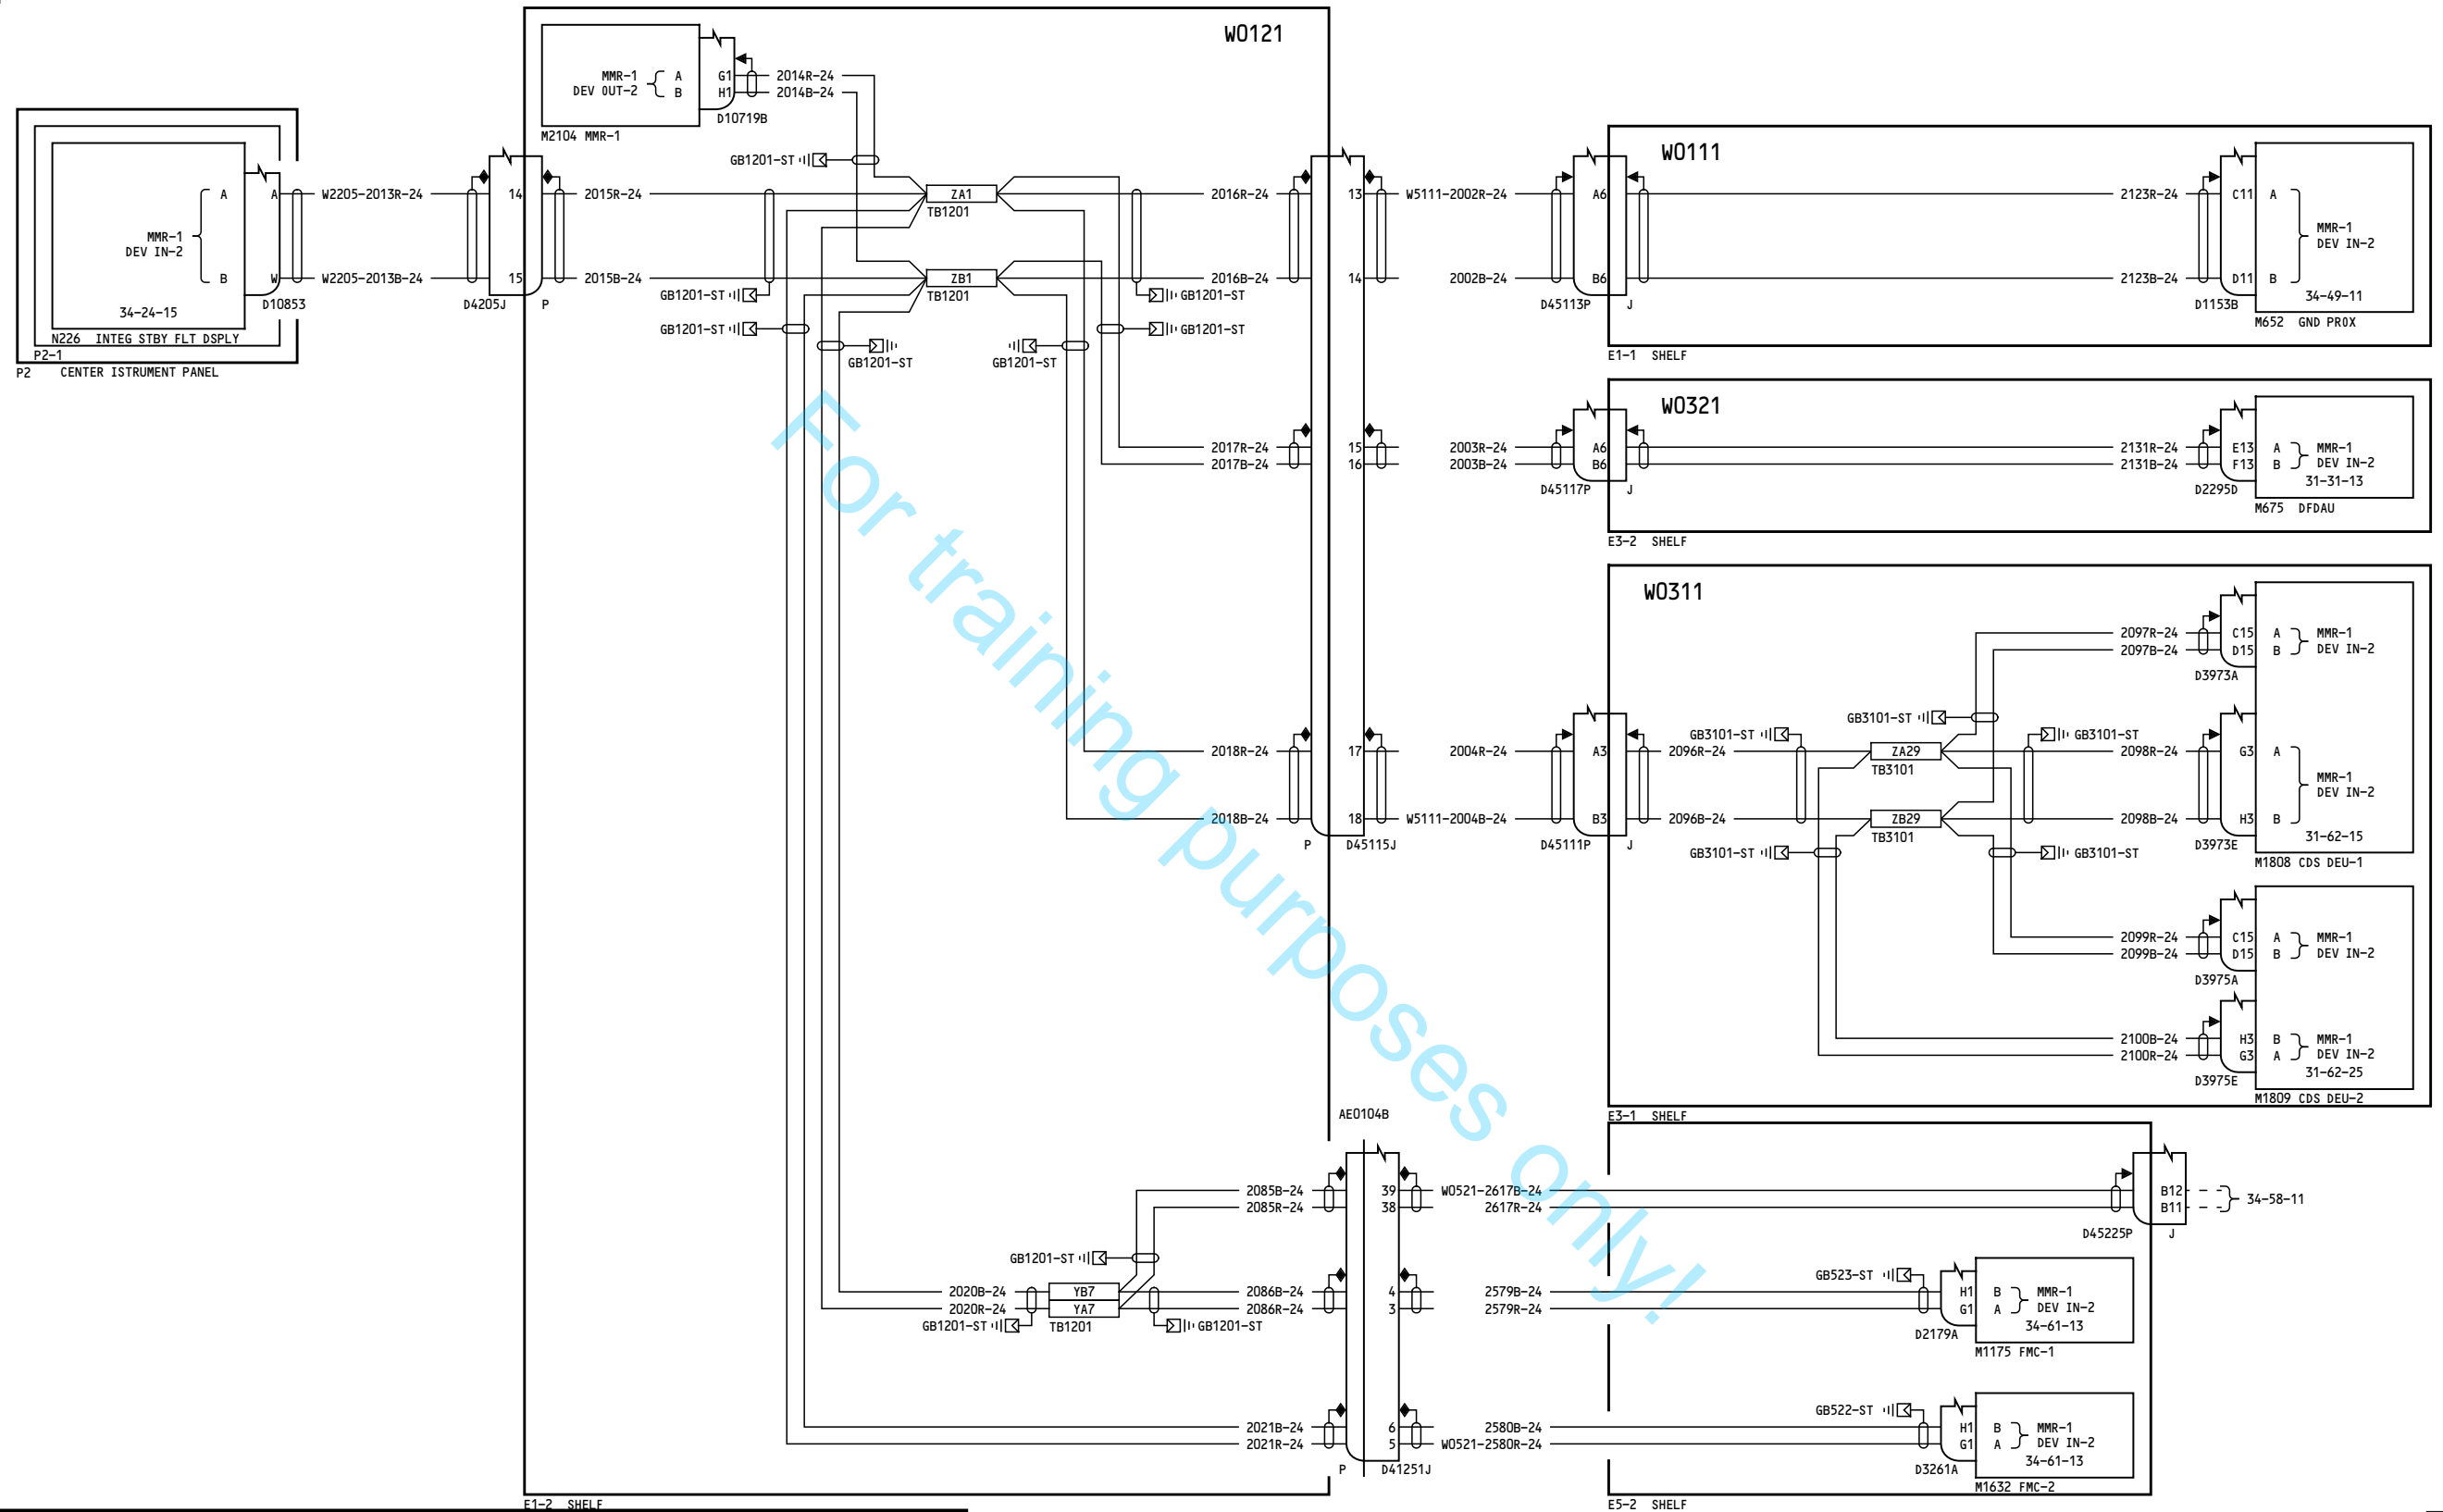 W0121
MMR-1
DEV OUT-2
A
B
G1
H1
2014R-24
2014B-24
D10719B
M2104 MMR-1
GB1201-ST
A
B
MMR-1
DEV IN-2
34-24-15
A
W
D10853
N226 INTEG STBY FLT DSPLY
P2-1
P2 CENTER ISTRUMENT PANEL
W2205-2013R-24
W2205-2013B-24
14
15
D4205J
P
2015R-24
2015B-24
ZA1
TB1201
ZB1
TB1201
GB1201-ST
GB1201-ST
GB1201-ST
GB1201-ST
GB1201-ST
GB1201-ST
2016R-24
2016B-24
13
14
W5111-2002R-24
2002B-24
A6
B6
D45113P
J
W0111
2123R-24
2123B-24
C11
D11
D1153B
A
B
MMR-1
DEV IN-2
34-49-11
M652 GND PROX
E1-1 SHELF
2017R-24
2017B-24
15
16
2003R-24
2003B-24
A6
B6
D45117P
J
W0321
2131R-24
2131B-24
E13
F13
D2295D
A
B
MMR-1
DEV IN-2
31-31-13
M675 DFDAU
E3-2 SHELF
2018R-24
2018B-24
17
18
P
D45115J
2004R-24
W5111-2004B-24
A3
B3
D45111P
J
W0311
2096R-24
2096B-24
GB3101-ST
GB3101-ST
GB3101-ST
GB3101-ST
GB3101-ST
ZA29
TB3101
ZB29
TB3101
2097R-24
2097B-24
C15
D15
D3973A
A
B
MMR-1
DEV IN-2
2098R-24
2098B-24
G3
H3
D3973E
A
B
MMR-1
DEV IN-2
31-62-15
M1808 CDS DEU-1
2099R-24
2099B-24
C15
D15
D3975A
A
B
MMR-1
DEV IN-2
2100B-24
2100R-24
H3
G3
D3975E
B
A
MMR-1
DEV IN-2
31-62-25
M1809 CDS DEU-2
E3-1 SHELF
AE0104B
2085B-24
2085R-24
39
38
W0521-2617B-24
2617R-24
B12
B11
D45225P
J
34-58-11
GB1201-ST
2020B-24
2020R-24
YB7
YA7
TB1201
GB1201-ST
GB1201-ST
2086B-24
2086R-24
4
3
2579B-24
2579R-24
GB523-ST
H1
G1
D2179A
B
A
MMR-1
DEV IN-2
34-61-13
M1175 FMC-1
2021B-24
2021R-24
6
5
P
D41251J
2580B-24
W0521-2580R-24
GB522-ST
H1
G1
D3261A
B
A
MMR-1
DEV IN-2
34-61-13
M1632 FMC-2
E1-2 SHELF
E5-2 SHELF
For training purposes only!